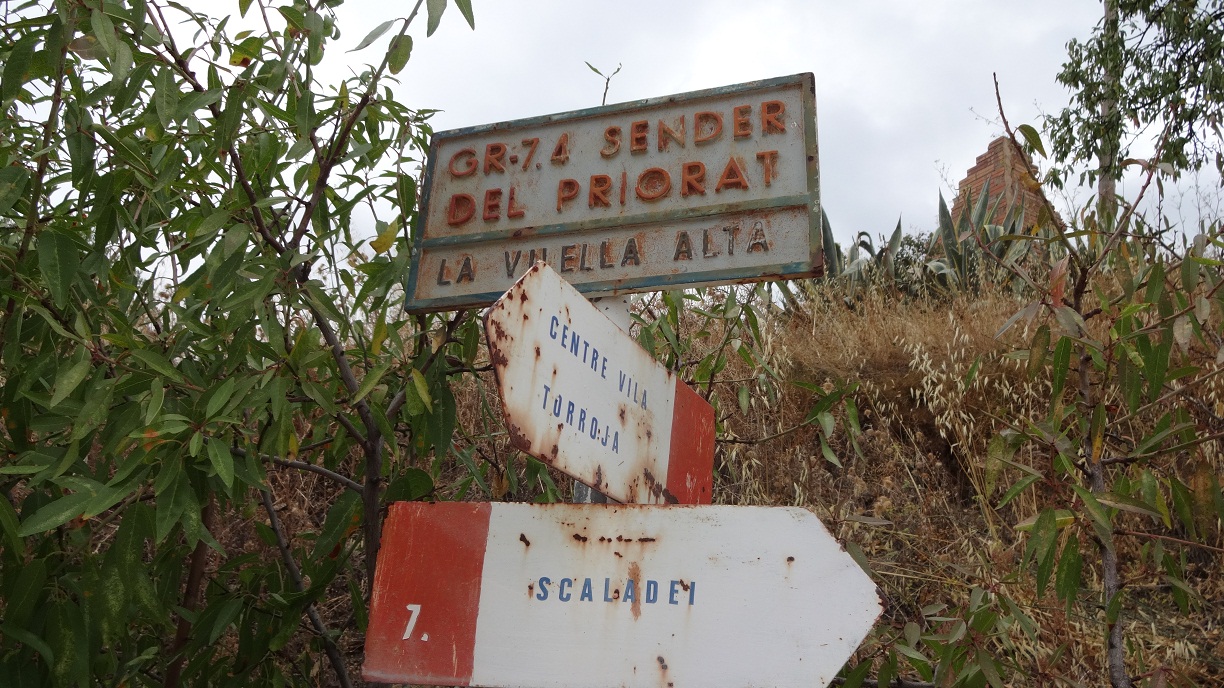 GR-7.4 SENDER
DEL PRIORAT
LA VILELLA ALTA
CENTRE VILA
TORROJA
SCALADEI
7.